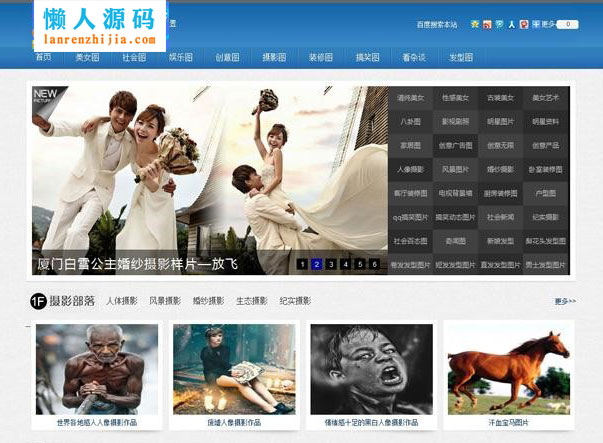 懒人源码
lanrenzhijia.com
百度搜索本站 更多 0
首页 美女图 社会图 娱乐图 创意图 摄影图 装修图 搞笑图 看杂谈 发型图
NEW
PICTURE
清纯美女 性感美女 古装美女 美女艺术
八卦图 影视剧照 明星图片 明星资料
家居图 创意广告图 创意无限 创意产品
人像摄影 风景图片 婚纱摄影 卧室装修图
客厅装修图 电视背景墙 厨房装修图 户型图
qq搞笑图片 搞笑动态图片 社会新闻 纪实摄影
社会百态图 奇闻图 新娘发型 梨花头发型图
卷发发型图片 短发发型图片 直发发型图片 男士发型图片
厦门白雪公主婚纱摄影样片—放飞
1 2 3 4 5 6
1F 摄影部落 人体摄影 风景摄影 婚纱摄影 生态摄影 纪实摄影 更多>>
世界各地感人人像摄影作品 废墟人像摄影作品 情绪感十足的黑白人像摄影作品 汗血宝马图片